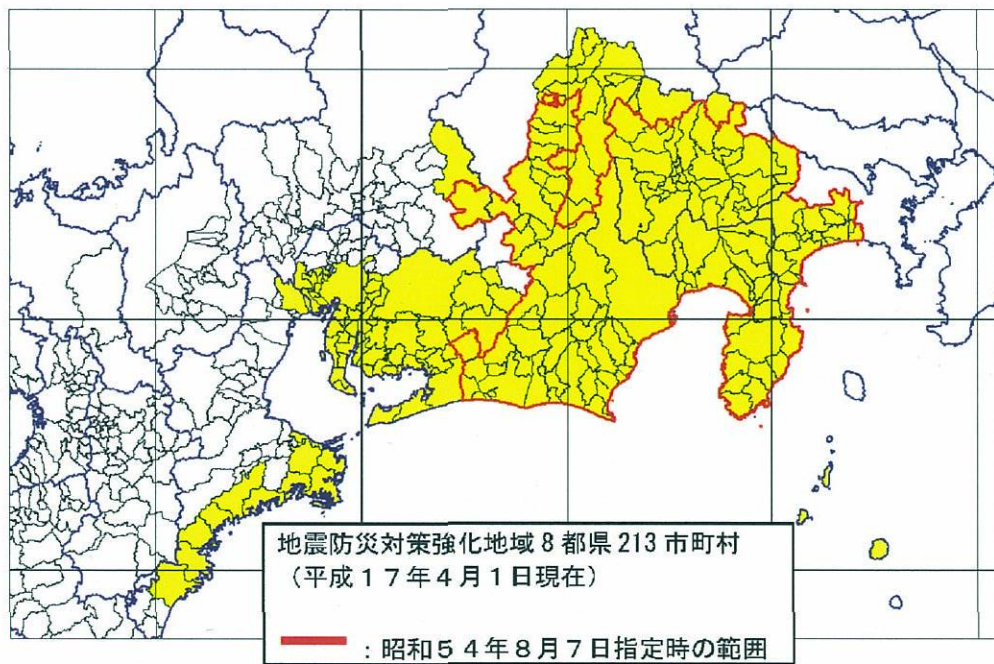 地震防災対策強化地域8都県213市町村
（平成１７年４月１日現在）
：昭和５４年８月７日指定時の範囲